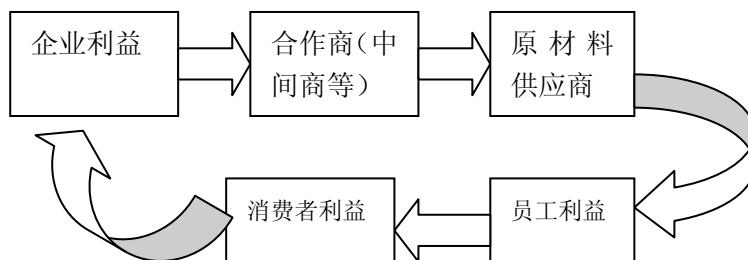 企业利益
合作商（中
间商等）
原材料
供应商
消费者利益
员工利益